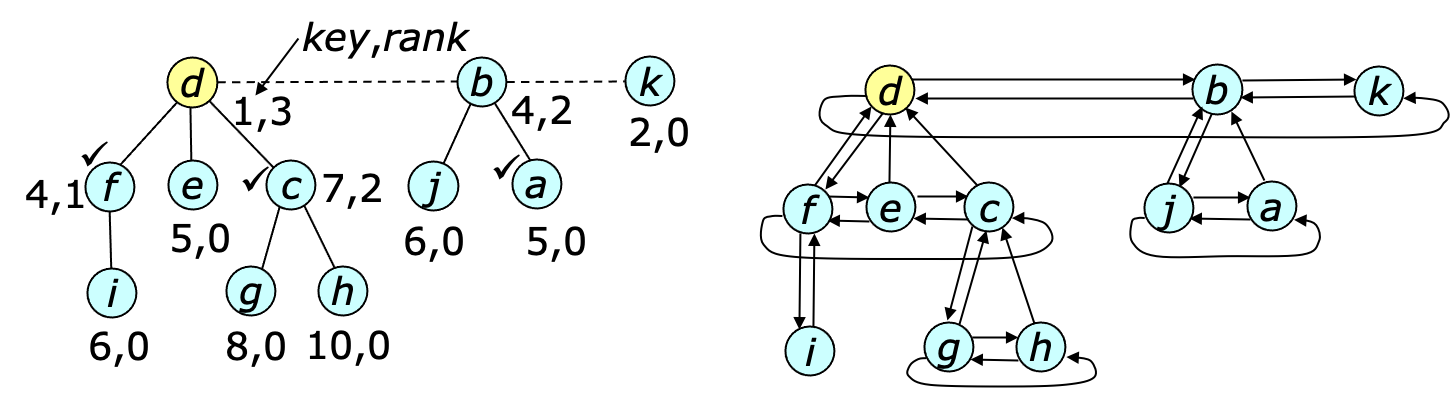 key,rank
d
b
k
1,3
4,2
2,0
✓
✓
✓
4,1
f
e
c
7,2
j
a
5,0
6,0
5,0
i
g
h
6,0
8,0
10,0
d
b
k
f
e
c
j
a
i
g
h